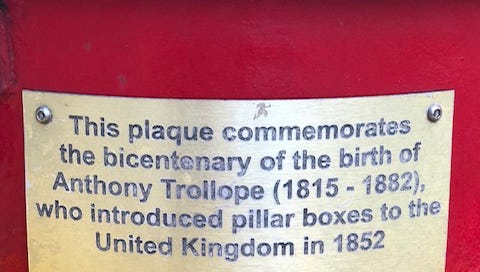 This plaque commemorates
the bicentenary of the birth of
Anthony Trollope (1815 - 1882),
who introduced pillar boxes to the
United Kingdom in 1852